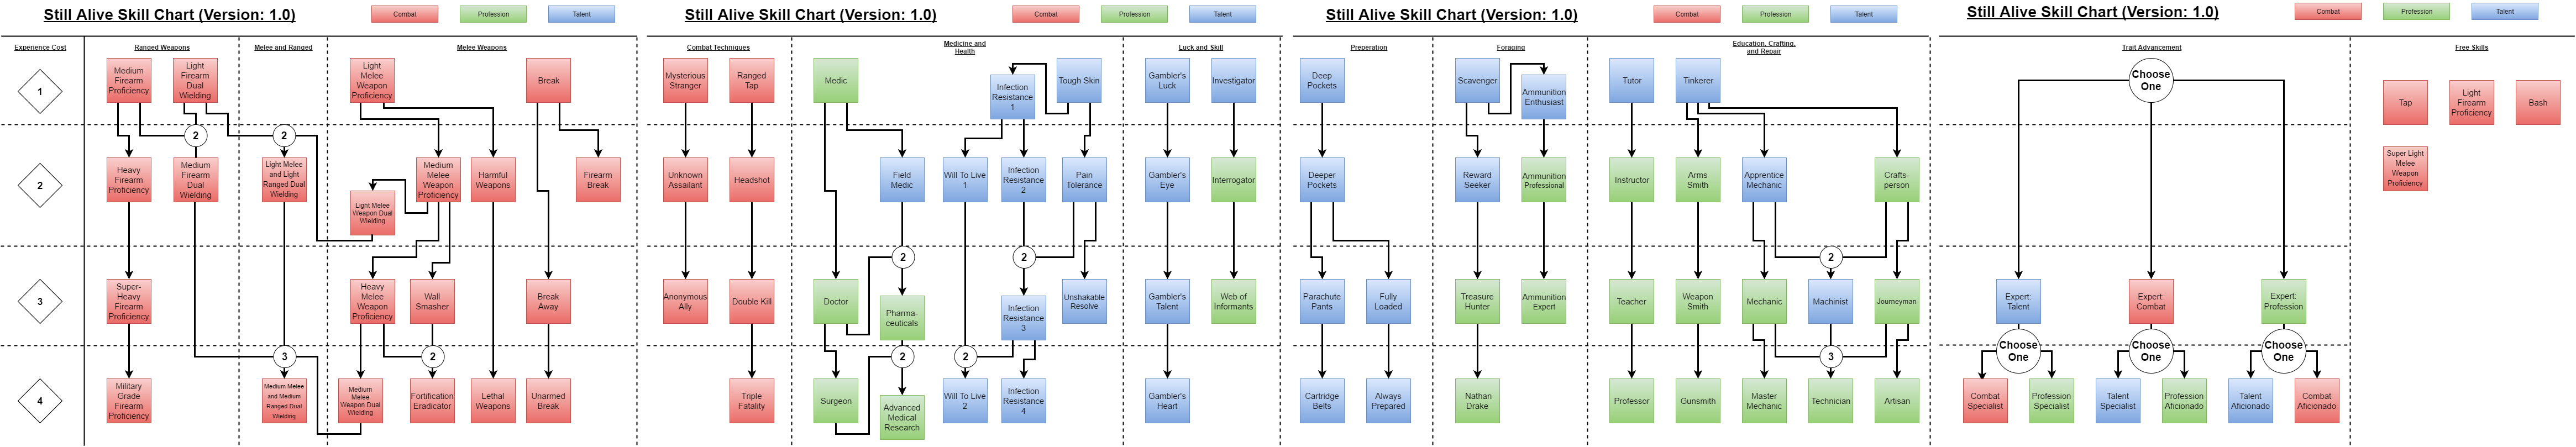 Still Alive Skill Chart (Version: 1.0)
Combat
Profession
Talent
Experience Cost
Ranged Weapons
Melee and Ranged
Melee Weapons
1
Medium
Firearm
Proficiency
Light
Firearm
Dual
Wielding
Light
Melee
Weapon
Proficiency
Break
2
2
2
Heavy
Firearm
Proficiency
Medium
Firearm
Dual
Wielding
Light Melee
and Light
Ranged Dual
Wielding
Light Melee
Weapon Dual
Wielding
Medium
Melee
Weapon
Proficiency
Harmful
Weapons
Firearm
Break
3
Super-
Heavy
Firearm
Proficiency
Heavy
Melee
Weapon
Proficiency
Wall
Smasher
Break
Away
3
2
4
Military
Grade
Firearm
Proficiency
Medium Melee
and Medium
Ranged Dual
Wielding
Medium
Melee
Weapon Dual
Wielding
Fortification
Eradicator
Lethal
Weapons
Unarmed
Break
Still Alive Skill Chart (Version: 1.0)
Combat
Profession
Talent
Combat Techniques
Medicine and
Health
Luck and Skill
Mysterious
Stranger
Ranged
Tap
Medic
Infection
Resistance
1
Tough Skin
Gambler's
Luck
Investigator
Unknown
Assailant
Headshot
Field
Medic
Will To Live
1
Infection
Resistance
2
Pain
Tolerance
Gambler's
Eye
Interrogator
2
2
Anonymous
Ally
Double Kill
Doctor
Pharma-
ceuticals
Infection
Resistance
3
Unshakable
Resolve
Gambler's
Talent
Web of
Informants
2
2
Triple
Fatality
Surgeon
Advanced
Medical
Research
Will To Live
2
Infection
Resistance
4
Gambler's
Heart
Still Alive Skill Chart (Version: 1.0)
Combat
Profession
Talent
Preperation
Foraging
Education, Crafting,
and Repair
Deep
Pockets
Scavenger
Ammunition
Enthusiast
Tutor
Tinkerer
Deeper
Pockets
Reward
Seeker
Ammunition
Professional
Instructor
Arms
Smith
Apprentice
Mechanic
Crafts-
person
2
Parachute
Pants
Fully
Loaded
Treasure
Hunter
Ammunition
Expert
Teacher
Weapon
Smith
Mechanic
Machinist
Journeyman
3
Cartridge
Belts
Always
Prepared
Nathan
Drake
Professor
Gunsmith
Master
Mechanic
Technician
Artisan
Still Alive Skill Chart (Version: 1.0)
Combat
Profession
Talent
Trait Advancement
Free Skills
Choose
One
Tap
Light
Firearm
Proficiency
Bash
Super Light
Melee
Weapon
Proficiency
Expert:
Talent
Expert:
Combat
Expert:
Profession
Choose
One
Choose
One
Choose
One
Combat
Specialist
Profession
Specialist
Talent
Specialist
Profession
Aficionado
Talent
Aficionado
Combat
Aficionado